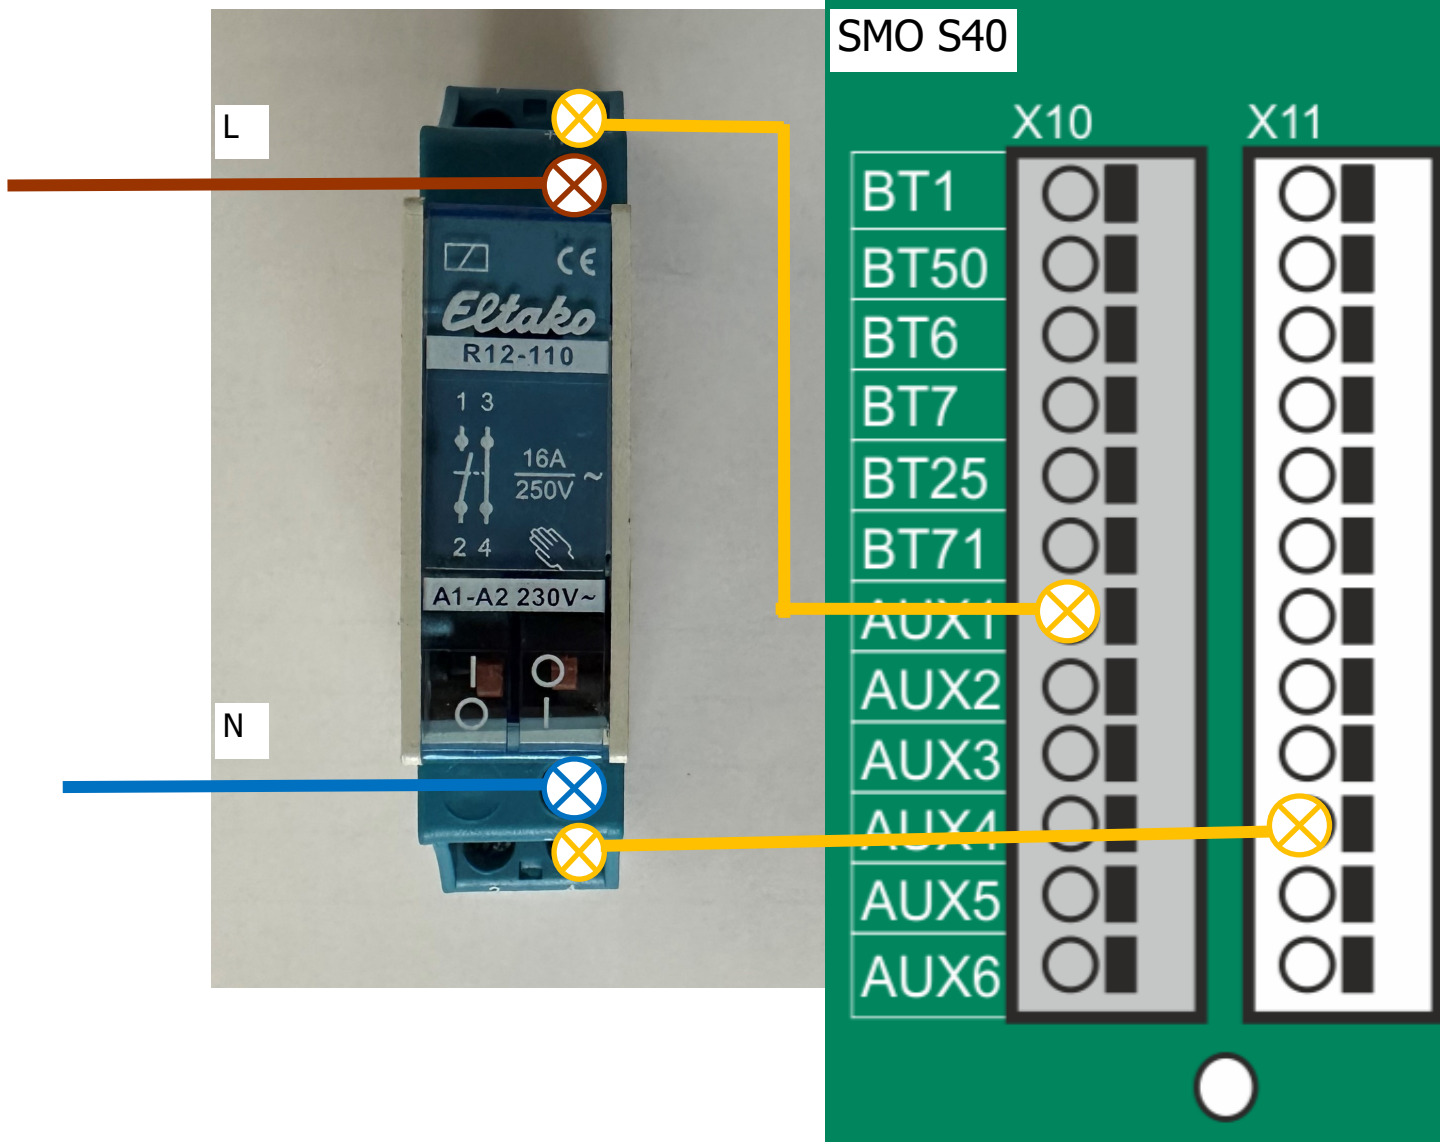 SMO S40
L
N
CE
Eltako
R12-110
1 3
16A
250V ~
2 4
A1-A2 230V~
I O
O I
X10 X11
BT1
BT50
BT6
BT7
BT25
BT71
AUX1
AUX2
AUX3
AUX4
AUX5
AUX6